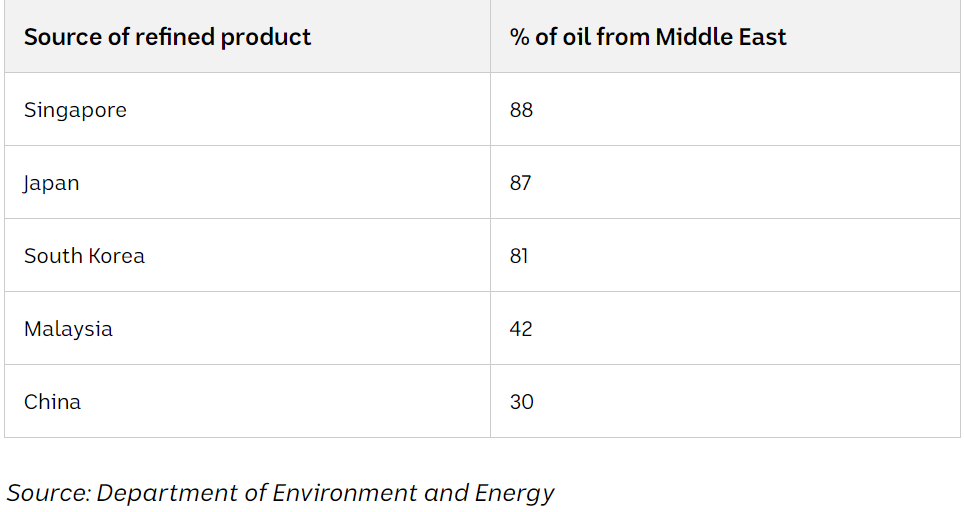 Source of refined product % of oil from Middle East
Singapore 88
Japan 87
South Korea 81
Malaysia 42
China 30
Source: Department of Environment and Energy